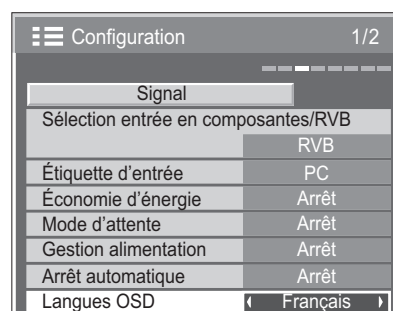 Configuration 1/2
Signal
Sélection entrée en composantes/RVB
RVB
Étiquette d'entrée PC
Économie d'énergie Arrêt
Mode d'attente Arrêt
Gestion alimentation Arrêt
Arrêt automatique Arrêt
Langues OSD Français